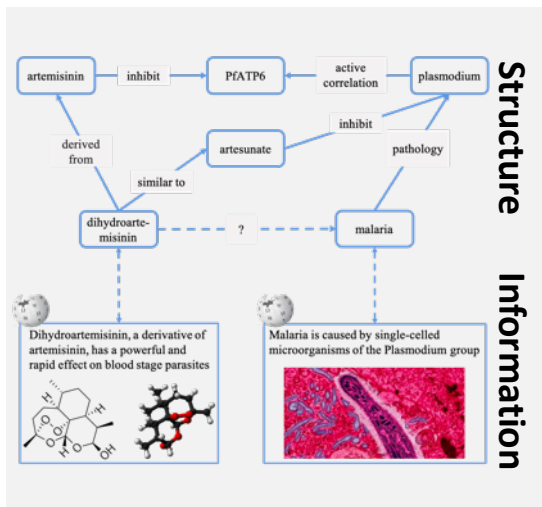 artemisinin
inhibit
PfATP6
active
correlation
plasmodium
derived
from
similar to
artesunate
inhibit
pathology
dihydroarte-
misinin
?
malaria
Structure
Dihydroartemisinin, a derivative of
artemisinin, has a powerful and
rapid effect on blood stage parasites
H
H
O
O
O
H
O
OH
Malaria is caused by single-celled
microorganisms of the Plasmodium group
Information